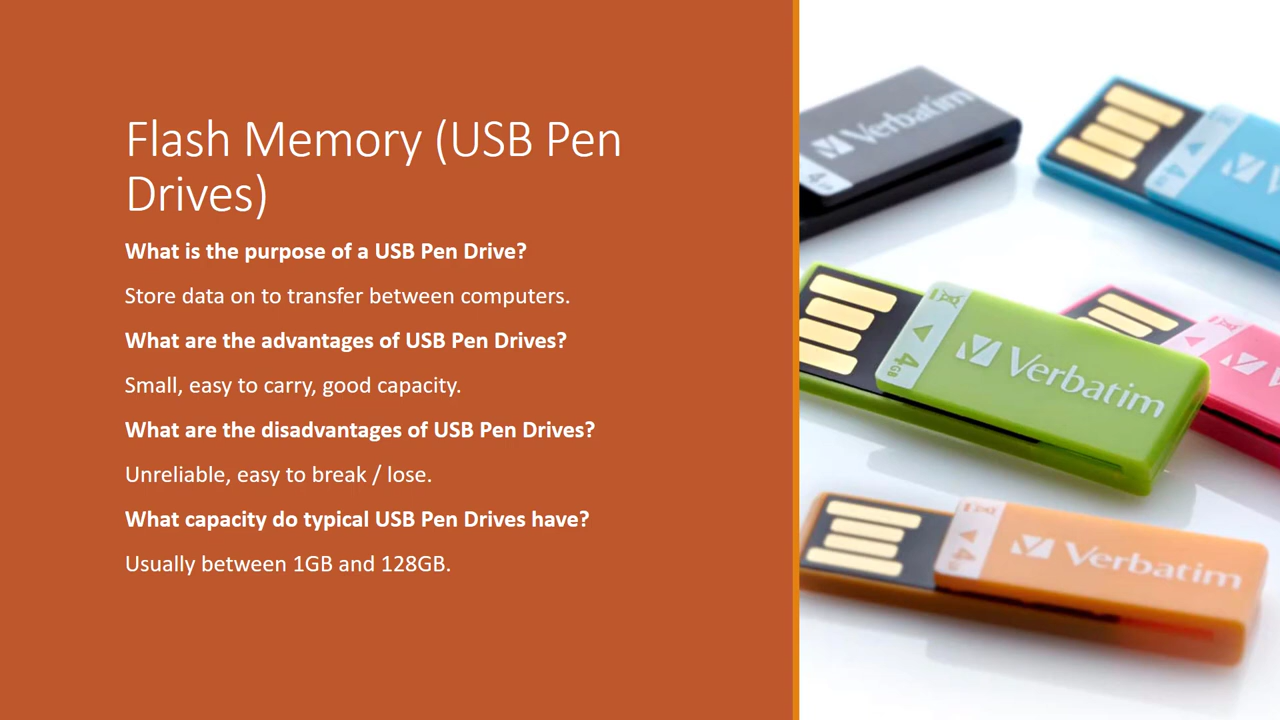 Flash Memory (USB Pen
Drives)
What is the purpose of a USB Pen Drive?
Store data on to transfer between computers.
What are the advantages of USB Pen Drives?
Small, easy to carry, good capacity.
What are the disadvantages of USB Pen Drives?
Unreliable, easy to break / lose.
What capacity do typical USB Pen Drives have?
Usually between 1GB and 128GB.
Verbatim
4
4
4GB
Verbatim
4
Verbatim